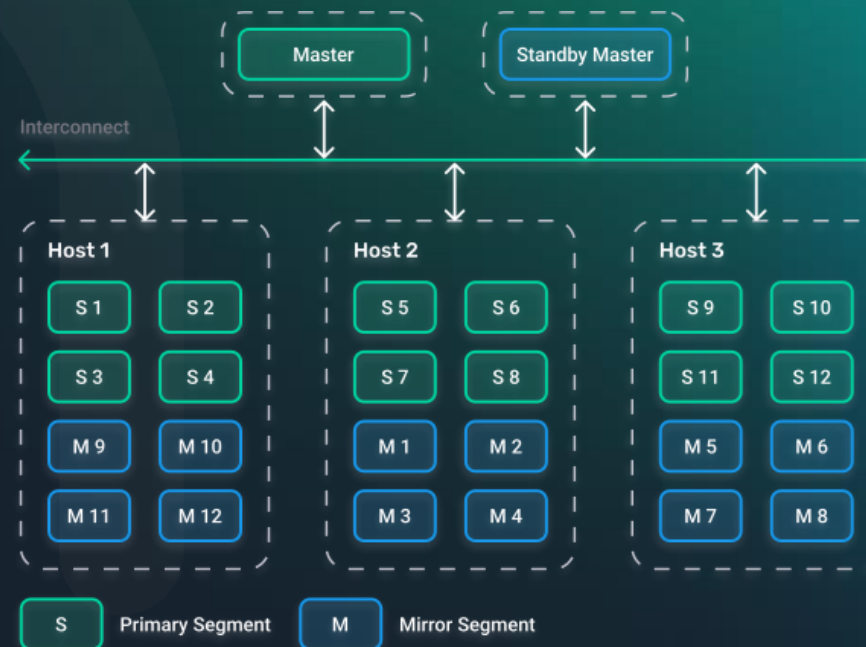 Master
Standby Master
Interconnect
Host 1
Host 2
Host 3
S 1
S 2
S 5
S 6
S 9
S 10
S 3
S 4
S 7
S 8
S 11
S 12
M 9
M 10
M 1
M 2
M 5
M 6
M 11
M 12
M 3
M 4
M 7
M 8
S
Primary Segment
M
Mirror Segment